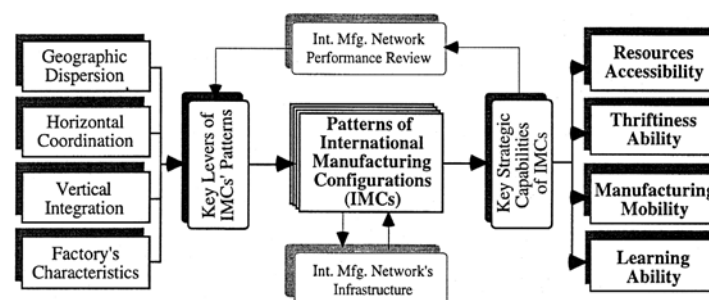 Geographic
Dispersion
Horizontal
Coordination
Vertical
Integration
Factory's
Characteristics
Key Levers of
IMCs' Patterns
Int. Mfg. Network
Performance Review
Patterns of
International
Manufacturing
Configurations
(IMCs)
Int. Mfg. Network's
Infrastructure
Key Strategic
Capabilities
of IMCs
Resources
Accessibility
Thriftiness
Ability
Manufacturing
Mobility
Learning
Ability